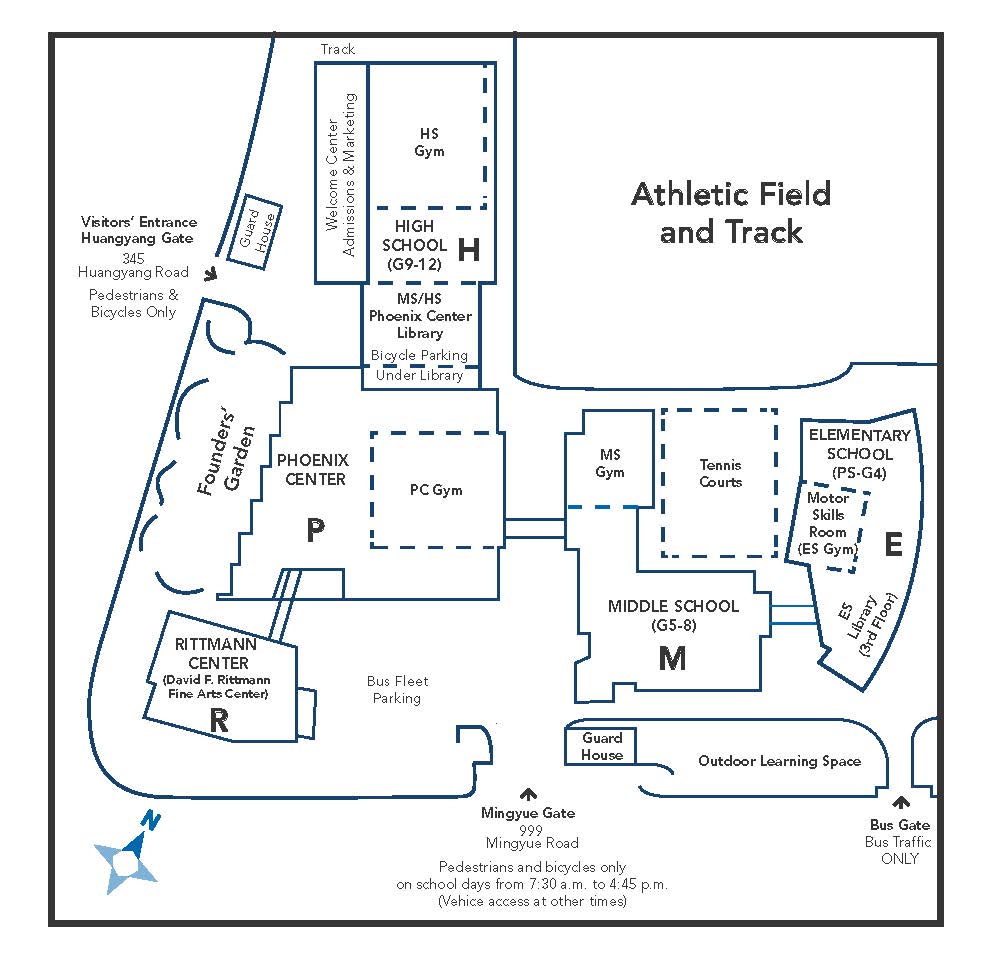 Track
Welcome Center
Admissions & Marketing
HS
Gym
HIGH
SCHOOL
(G9-12)
H
MS/HS
Phoenix Center
Library
Bicycle Parking
Under Library
Athletic Field
and Track
Visitors' Entrance
Huangyang Gate
345
Huangyang Road
Pedestrians &
Bicycles Only
Guard
House
Founders'
Garden
PHOENIX
CENTER
P
PC Gym
MS
Gym
Tennis
Courts
ELEMENTARY
SCHOOL
(PS-G4)
Motor
Skills
Room
(ES Gym)
E
ES
Library
(3rd Floor)
MIDDLE SCHOOL
(G5-8)
M
RITTMANN
CENTER
(David F. Rittmann
Fine Arts Center)
R
Bus Fleet
Parking
Guard
House
Outdoor Learning Space
Mingyue Gate
999
Mingyue Road
Pedestrians and bicycles only
on school days from 7:30 a.m. to 4:45 p.m.
(Vehice access at other times)
Bus Gate
Bus Traffic
ONLY
N